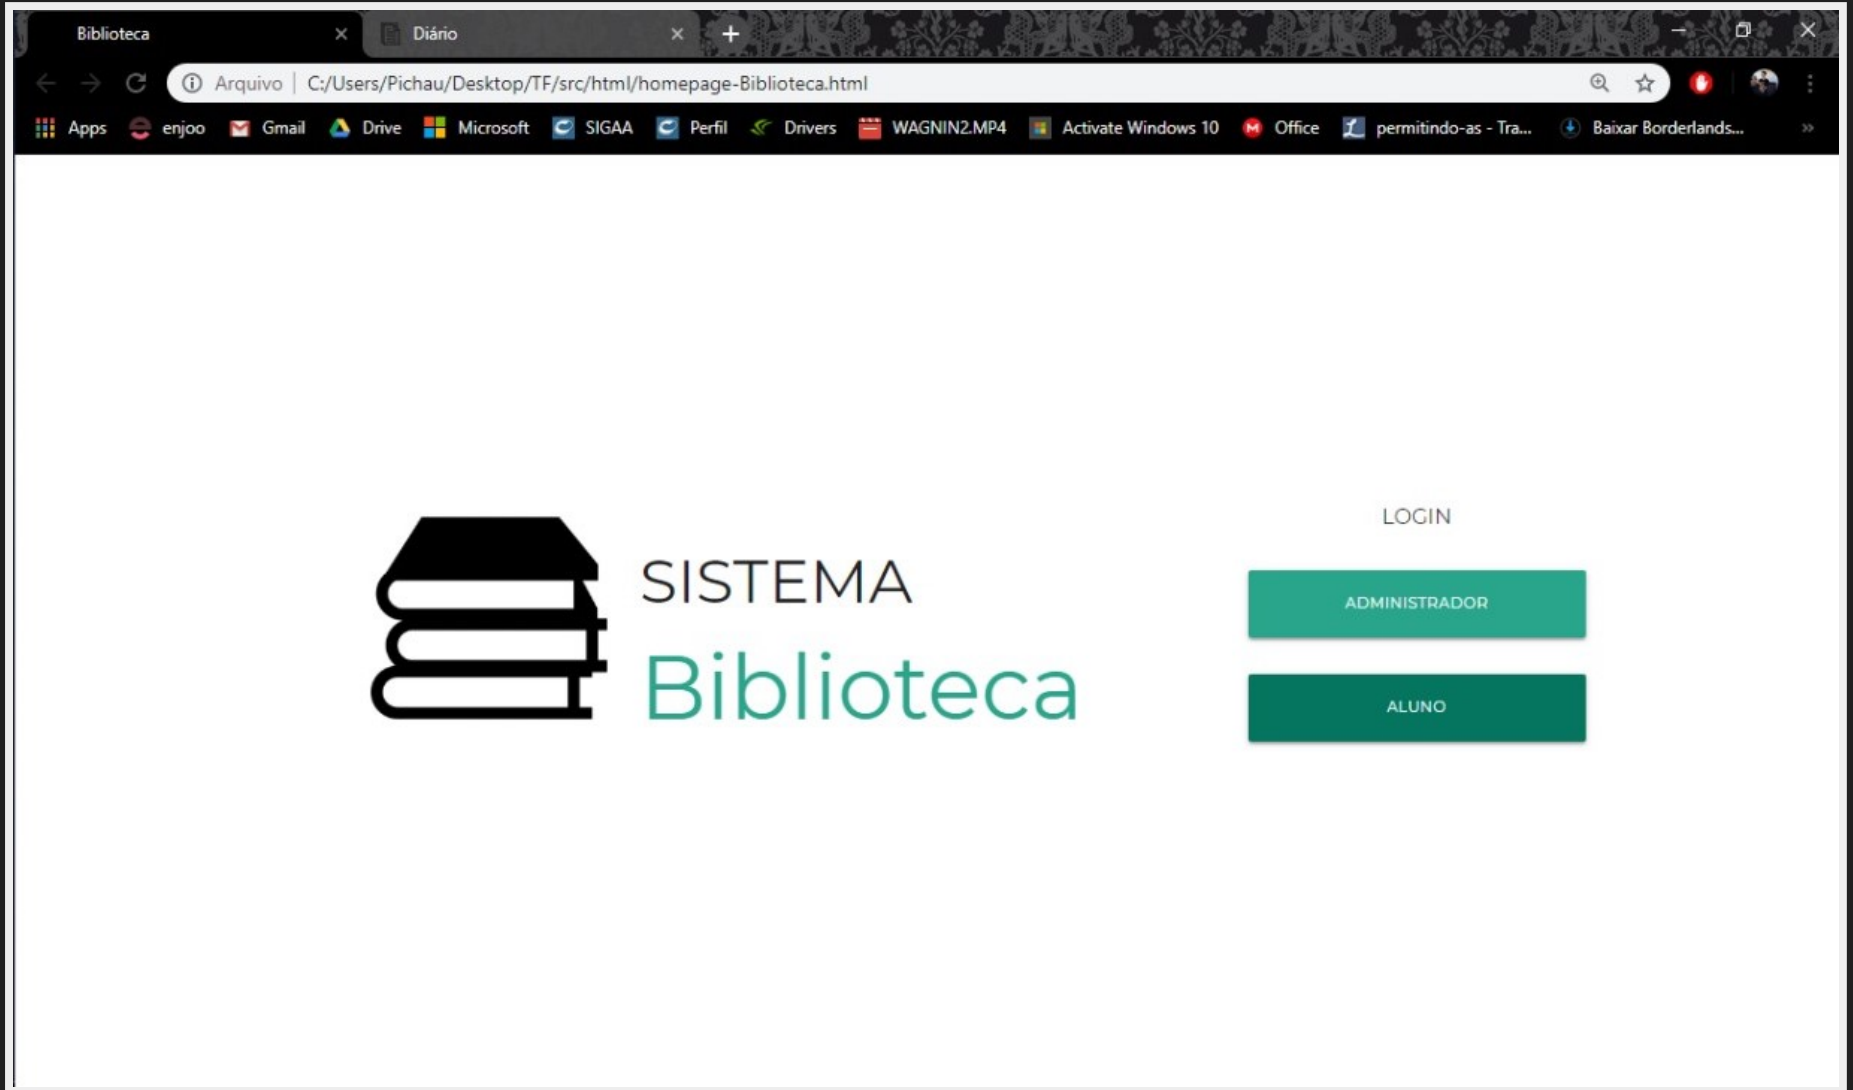 Biblioteca
Diário
Arquivo | C:/Users/Pichau/Desktop/TF/src/html/homepage-Biblioteca.html
Apps enjoo Gmail Drive Microsoft SIGAA Perfil Drivers WAGNIN2.MP4 Activate Windows 10 Office permitindo-as - Tra... Baixar Borderlands...
SISTEMA
Biblioteca
LOGIN
ADMINISTRADOR
ALUNO